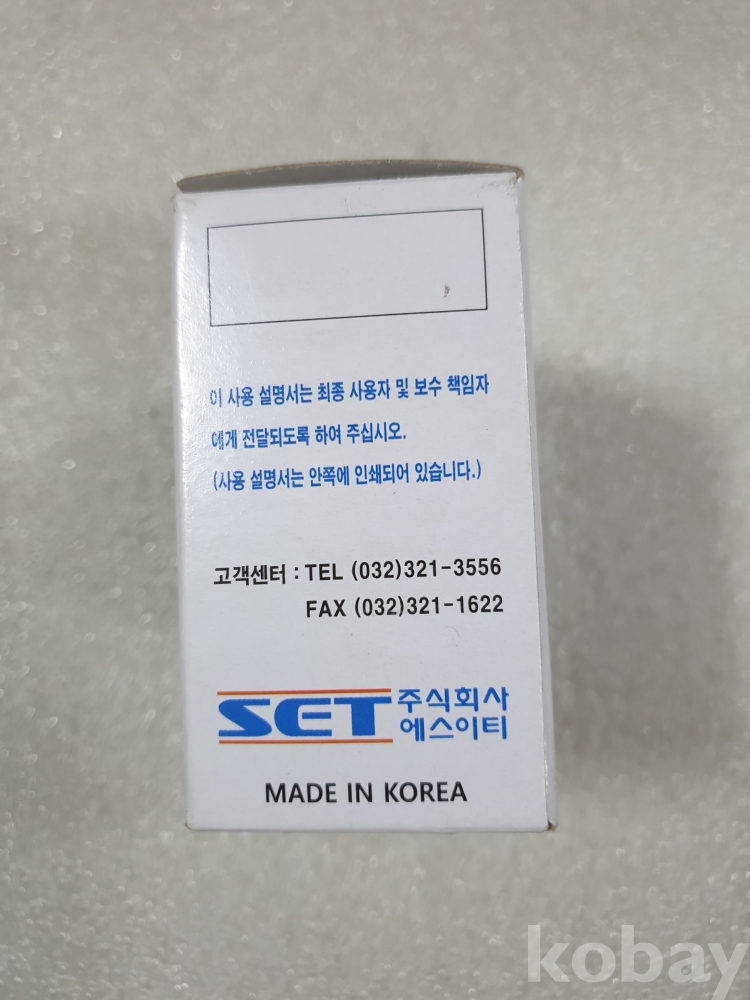 이 사용 설명서는 최종 사용자 및 보수 책임자
에게 전달되도록 하여 주십시오.
(사용 설명서는 안쪽에 인쇄되어 있습니다.)
고객센터 : TEL (032)321-3556
FAX (032)321-1622
SET 주식회사
에스이티
MADE IN KOREA
kobay